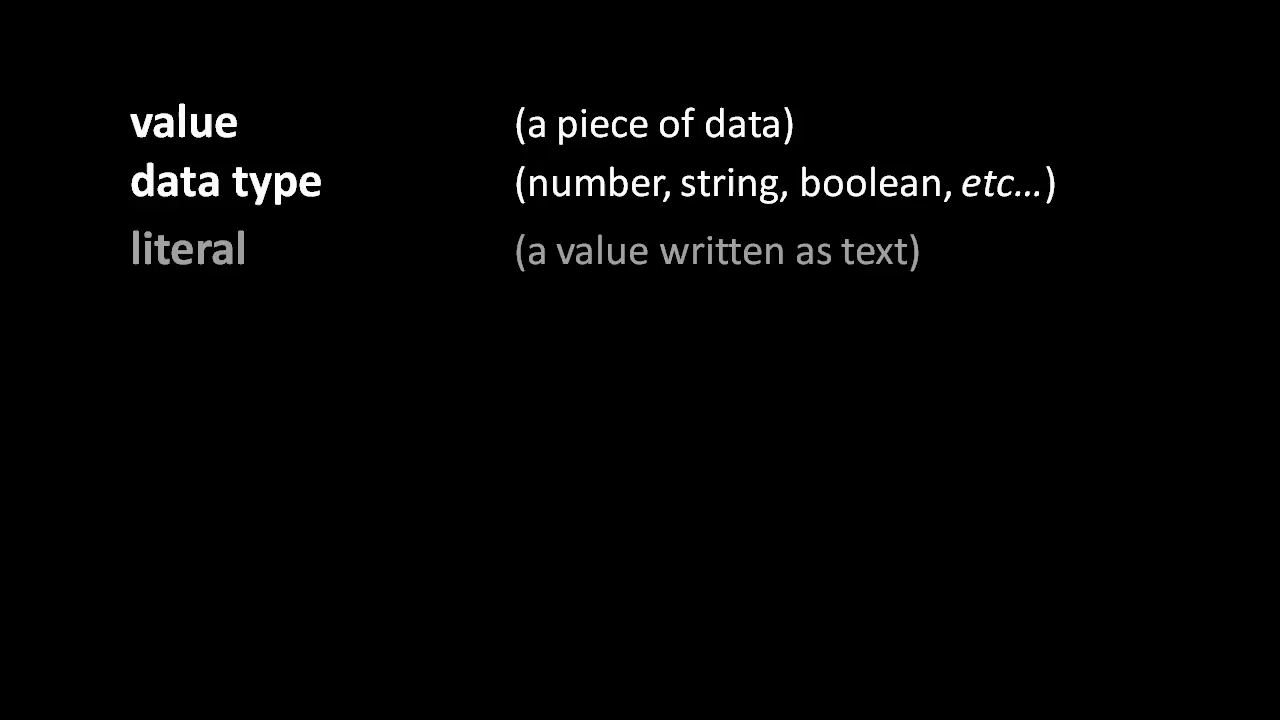 value (a piece of data)
data type (number, string, boolean, etc…)
literal (a value written as text)